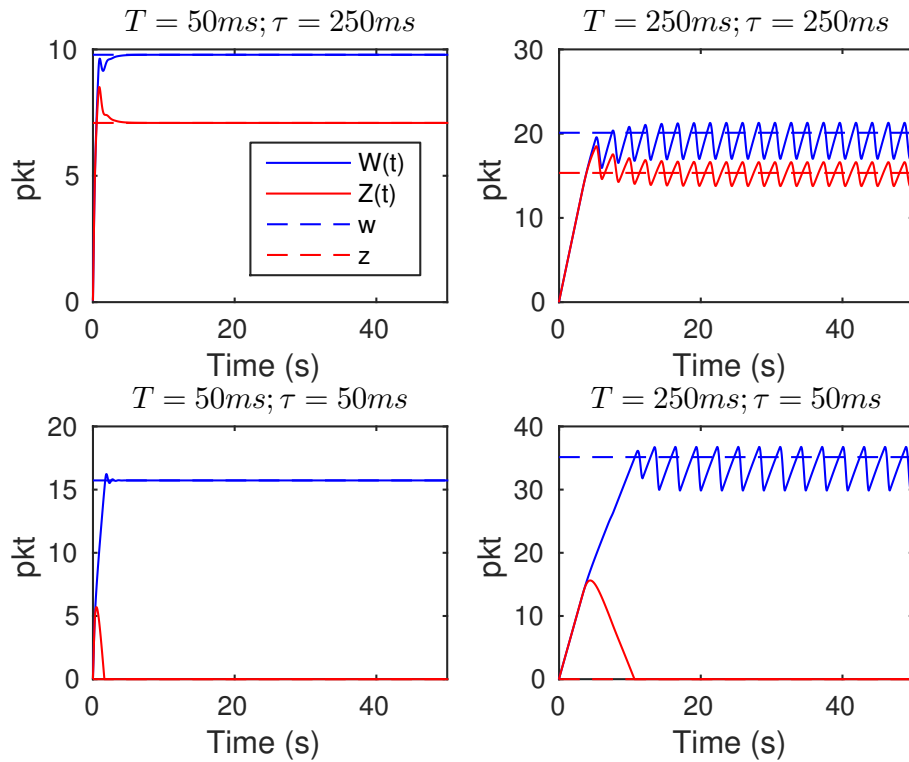 T = 50ms; τ = 250ms
10
5
0
pkt
W(t)
Z(t)
w
z
0
20
40
Time (s)
T = 250ms; τ = 250ms
30
20
10
0
pkt
0
20
40
Time (s)
T = 50ms; τ = 50ms
20
15
10
5
0
pkt
0
20
40
Time (s)
T = 250ms; τ = 50ms
40
30
20
10
0
pkt
0
20
40
Time (s)